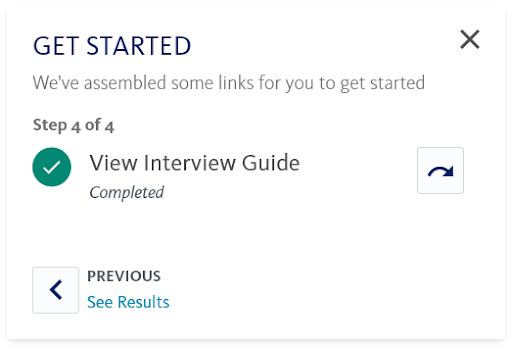 GET STARTED
We've assembled some links for you to get started
Step 4 of 4
View Interview Guide
Completed
PREVIOUS
See Results